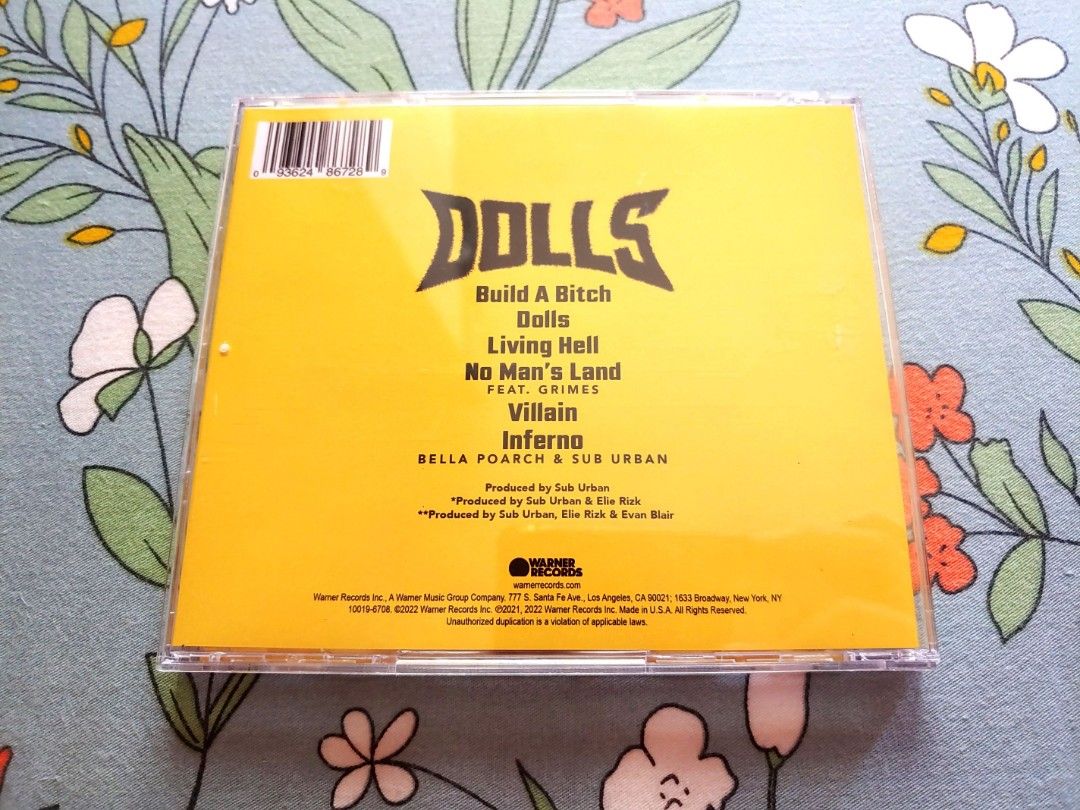 0 93624 86728 9
DOLLS
Build A Bitch
Dolls
Living Hell
No Man's Land
FEAT. GRIMES
Villain
Inferno
BELLA POARCH & SUB URBAN
Produced by Sub Urban
*Produced by Sub Urban & Elie Rizk
**Produced by Sub Urban, Elie Rizk & Evan Blair
WARNER
RECORDS
warnerrecords.com
Warner Records Inc., A Warner Music Group Company. 777 S. Santa Fe Ave., Los Angeles, CA 90021; 1633 Broadway, New York, NY
10019-6708. ©2022 Warner Records Inc. ℗2021, 2022 Warner Records Inc. Made in U.S.A. All Rights Reserved.
Unauthorized duplication is a violation of applicable laws.